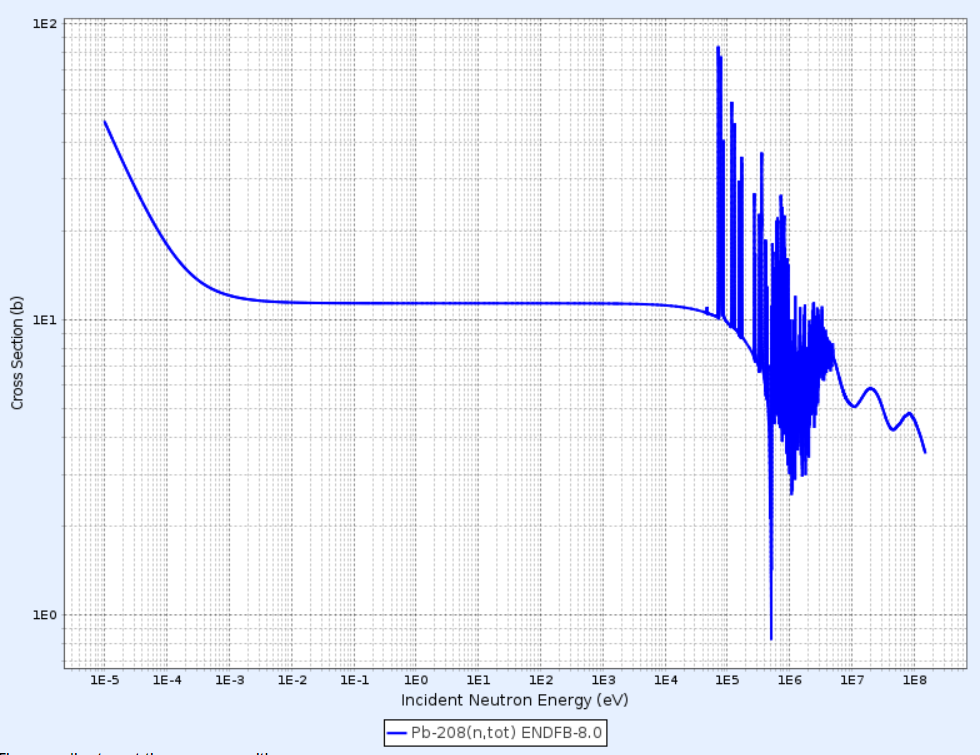 1E2
1E1
1E0
Cross Section (b)
1E-5 1E-4 1E-3 1E-2 1E-1 1E0 1E1 1E2 1E3 1E4 1E5 1E6 1E7 1E8
Incident Neutron Energy (eV)
Pb-208(n,tot) ENDFB-8.0